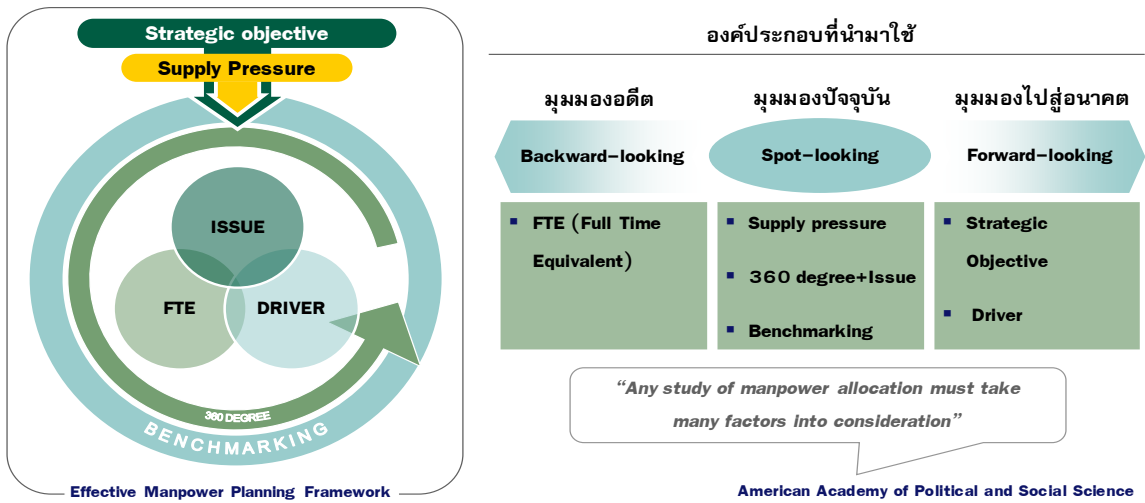 Strategic objective
Supply Pressure
ISSUE
FTE
DRIVER
360 DEGREE
BENCHMARKING
Effective Manpower Planning Framework
องค์ประกอบที่นำมาใช้
มุมมองอดีต
มุมมองปัจจุบัน
มุมมองไปสู่อนาคต
Backward-looking
Spot-looking
Forward-looking
▪ FTE (Full Time
Equivalent)
▪ Supply pressure
▪ 360 degree+Issue
▪ Benchmarking
▪ Strategic
Objective
▪ Driver
“Any study of manpower allocation must take
many factors into consideration”
American Academy of Political and Social Science